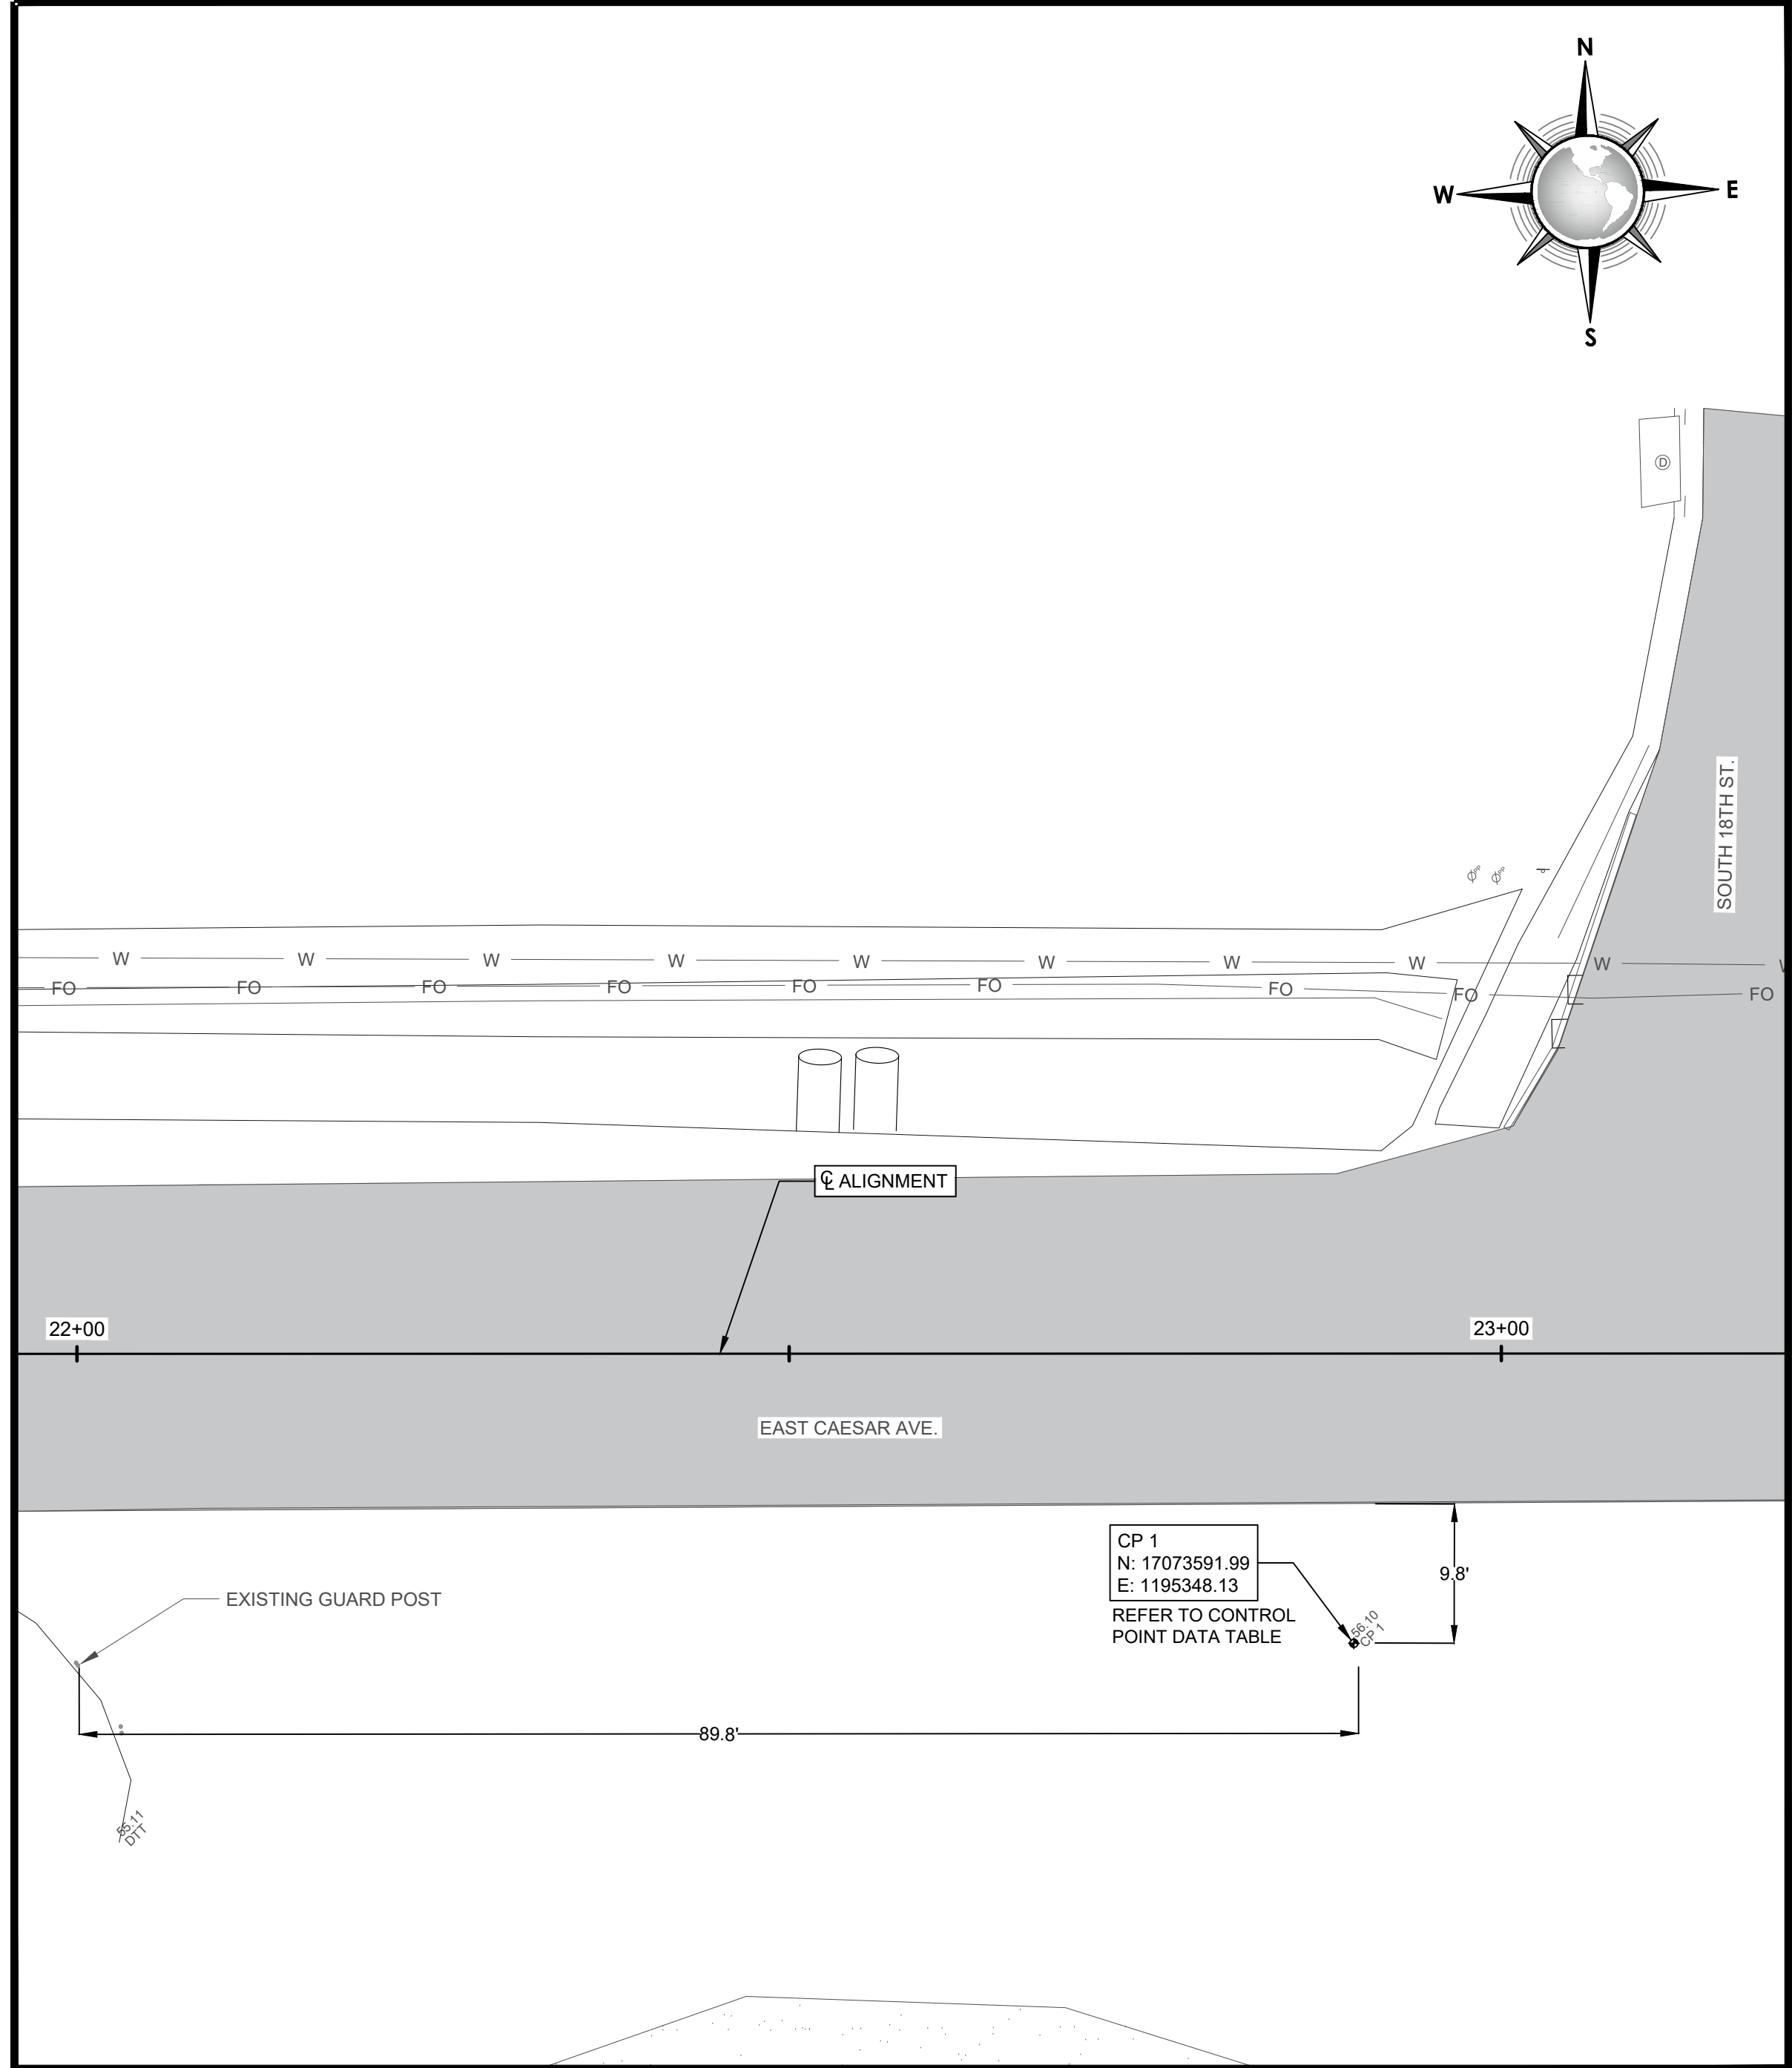 N
W
E
S
D
SOUTH 18TH ST.
PP
PP
W W W W W W W W W W
FO FO FO FO FO FO FO FO FO
℄ ALIGNMENT
22+00
23+00
EAST CAESAR AVE.
CP 1
N: 17073591.99
E: 1195348.13
REFER TO CONTROL
POINT DATA TABLE
9.8'
56.10
CP 1
EXISTING GUARD POST
89.8'
55.11
DTT